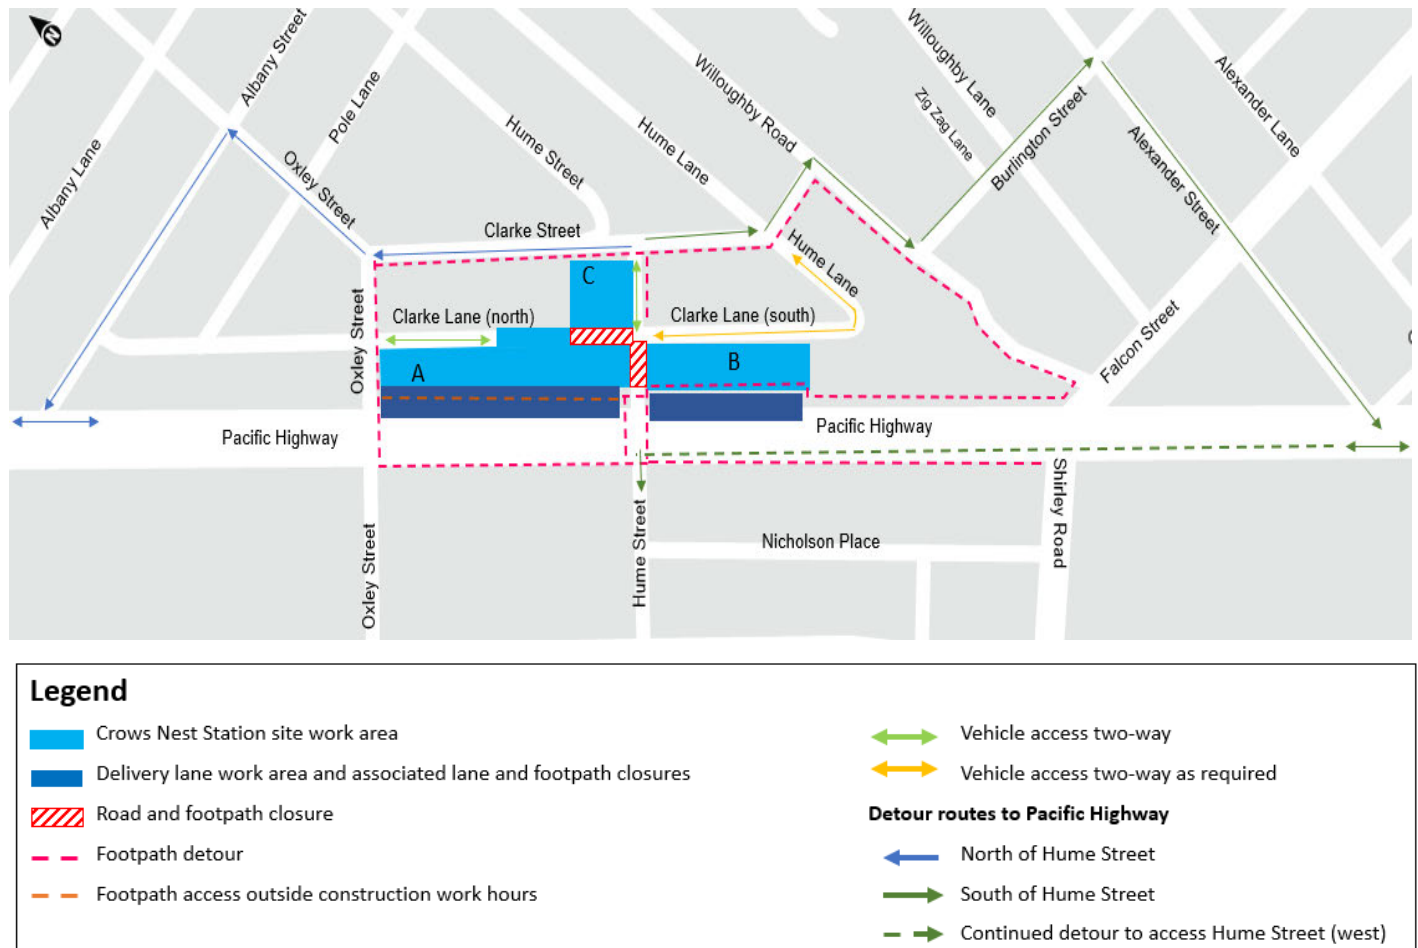 N
Albany Street
Willoughby Lane
Willoughby Road
Alexander Lane
Pole Lane
Zig Zag Lane
Burlington Street
Hume Street
Hume Lane
Albany Lane
Oxley Street
Alexander Street
Clarke Street
Hume Lane
C
Clarke Lane (north)
Clarke Lane (south)
Oxley Street
Falcon Street
A
B
Pacific Highway
Pacific Highway
Shirley Road
Hume Street
Oxley Street
Nicholson Place
Legend
Crows Nest Station site work area
Delivery lane work area and associated lane and footpath closures
Road and footpath closure
Footpath detour
Footpath access outside construction work hours
Vehicle access two-way
Vehicle access two-way as required
Detour routes to Pacific Highway
North of Hume Street
South of Hume Street
Continued detour to access Hume Street (west)